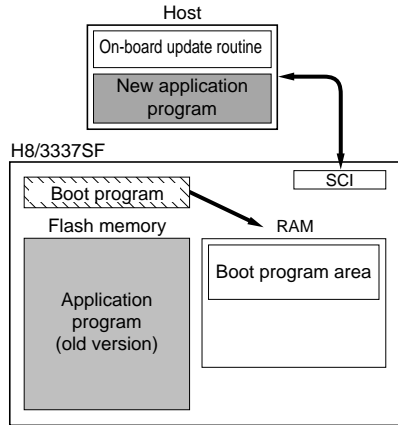 Host
On-board update routine
New application
program
H8/3337SF
SCI
Boot program
Flash memory
RAM
Boot program area
Application
program
(old version)